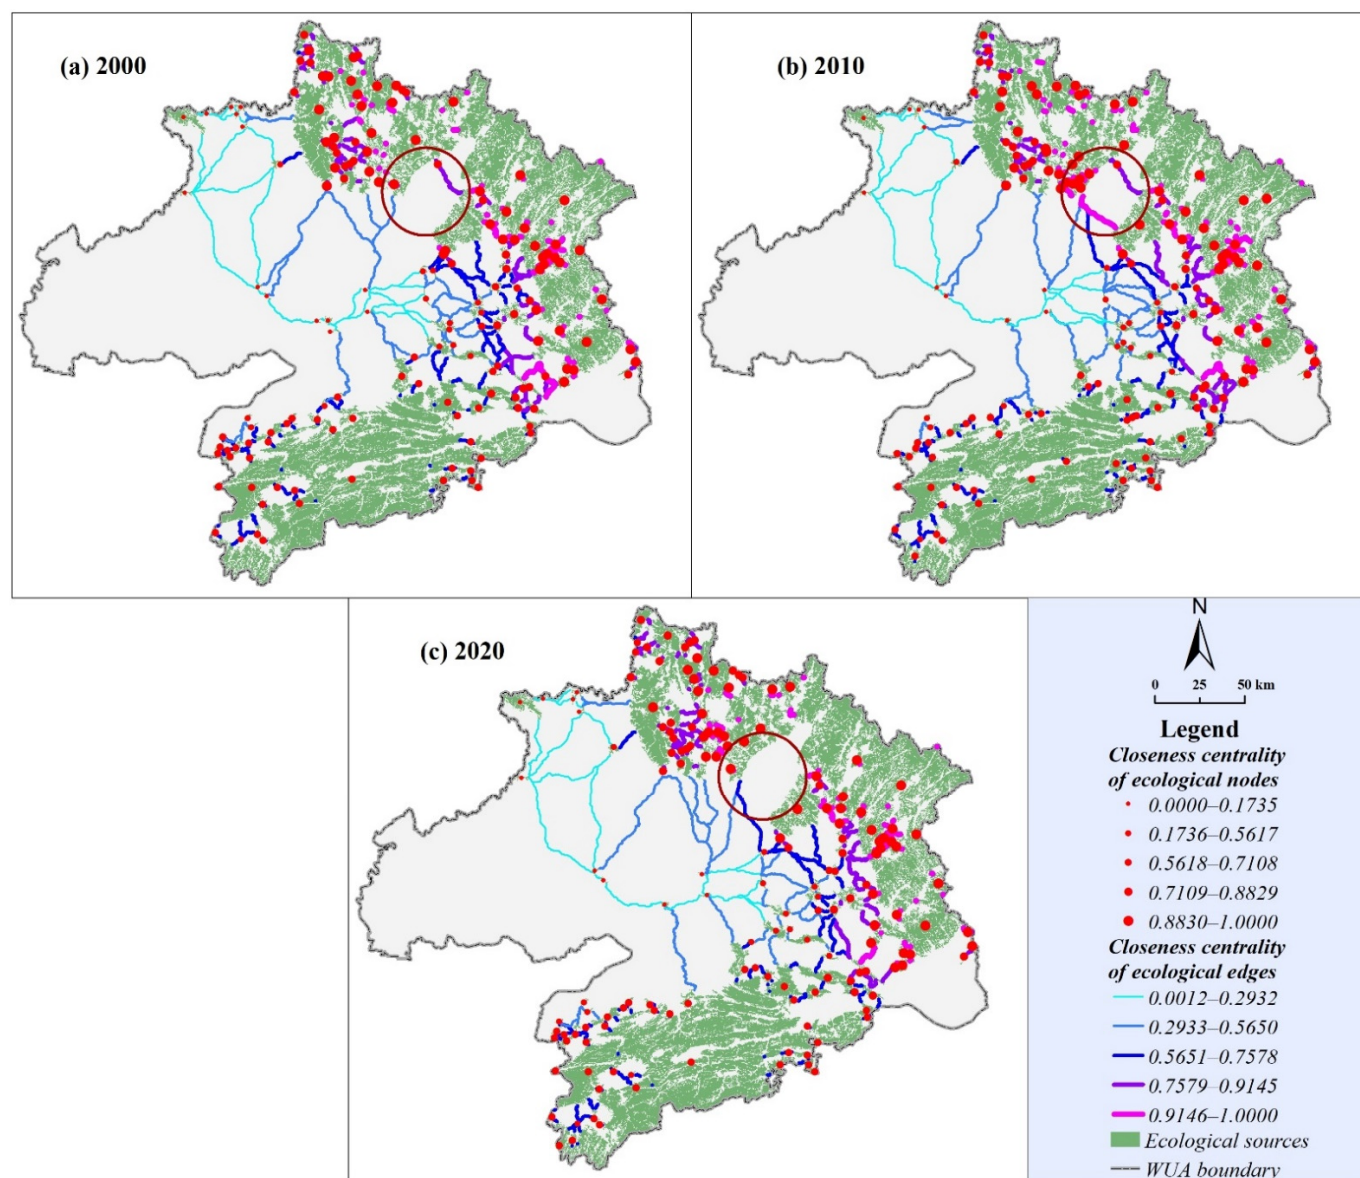 (a) 2000
(b) 2010
(c) 2020
N
0 25 50 km
Legend
Closeness centrality
of ecological nodes
0.0000–0.1735
0.1736–0.5617
0.5618–0.7108
0.7109–0.8829
0.8830–1.0000
Closeness centrality
of ecological edges
0.0012–0.2932
0.2933–0.5650
0.5651–0.7578
0.7579–0.9145
0.9146–1.0000
Ecological sources
WUA boundary